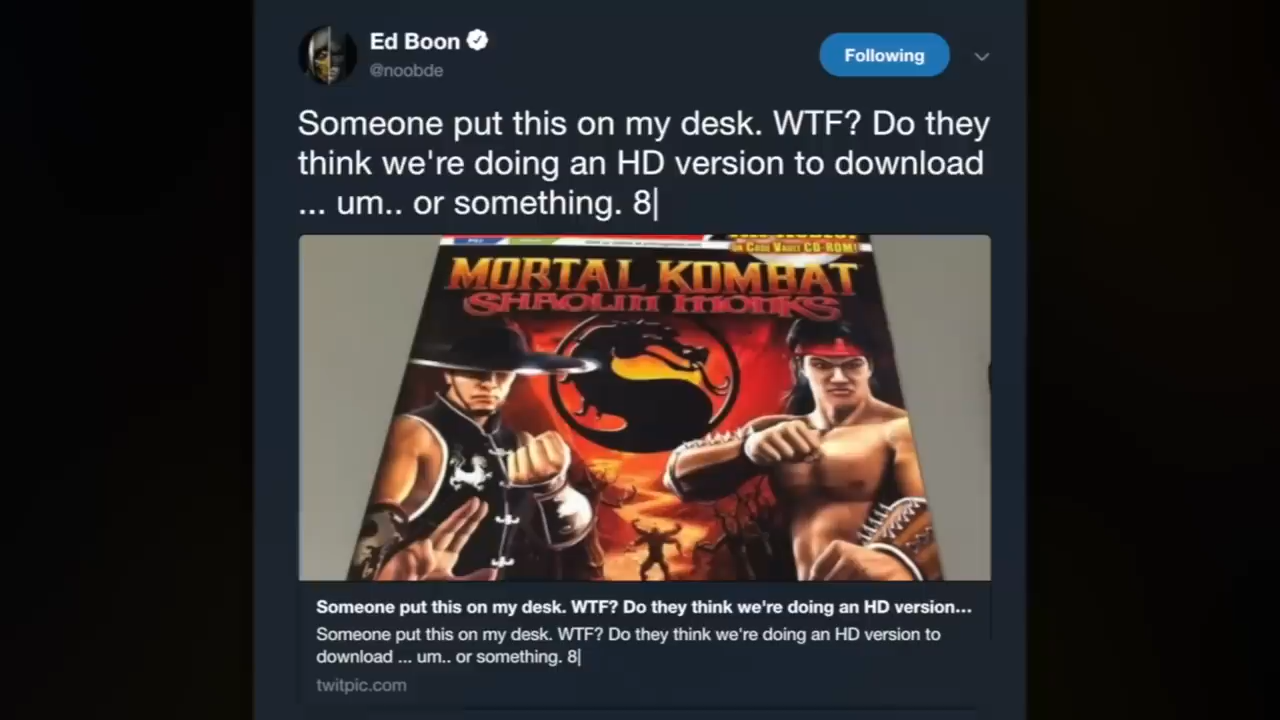 Ed Boon
@noobde
Following
Someone put this on my desk. WTF? Do they
think we're doing an HD version to download
... um.. or something. 8|
ON CODE VAULT CD-ROM!
MORTAL KOMBAT
SHAOLIN MONKS
Someone put this on my desk. WTF? Do they think we're doing an HD version...
Someone put this on my desk. WTF? Do they think we're doing an HD version to
download ... um.. or something. 8|
twitpic.com